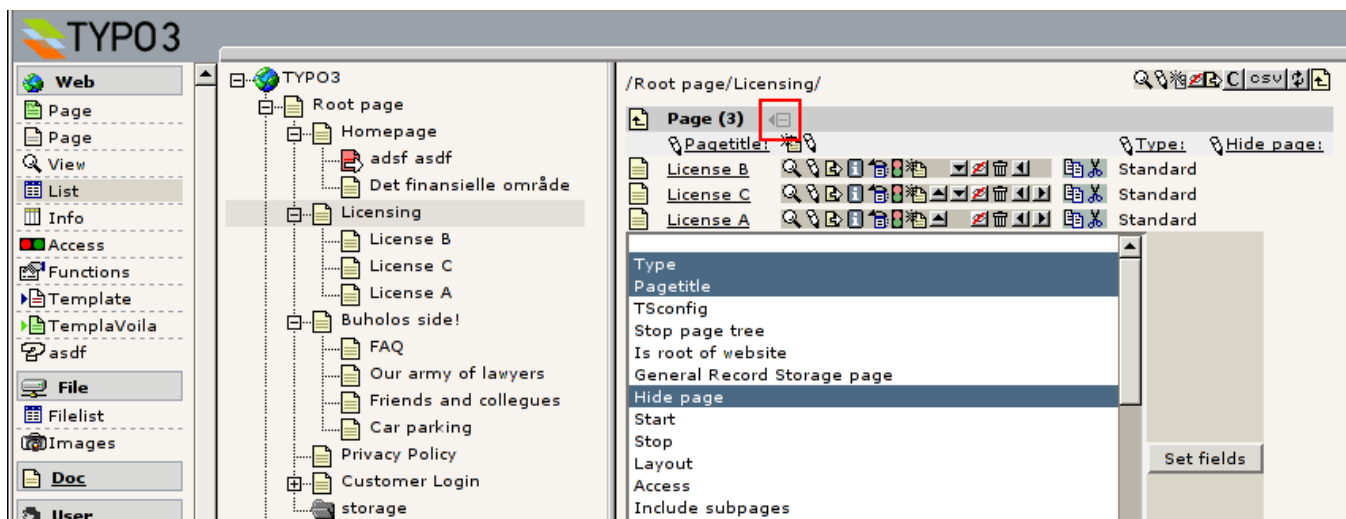 TYPO3
Web
Page
Page
View
List
Info
Access
Functions
Template
TemplaVoila
asdf
File
Filelist
Images
Doc
User
TYPO3
Root page
Homepage
adsf asdf
Det finansielle område
Licensing
License B
License C
License A
Buholos side!
FAQ
Our army of lawyers
Friends and collegues
Car parking
Privacy Policy
Customer Login
storage
/Root page/Licensing/
C csv
Page (3)
Pagetitle: Type: Hide page:
License B Standard
License C Standard
License A Standard
Type
Pagetitle
TSconfig
Stop page tree
Is root of website
General Record Storage page
Hide page
Start
Stop
Layout
Access
Include subpages
Set fields